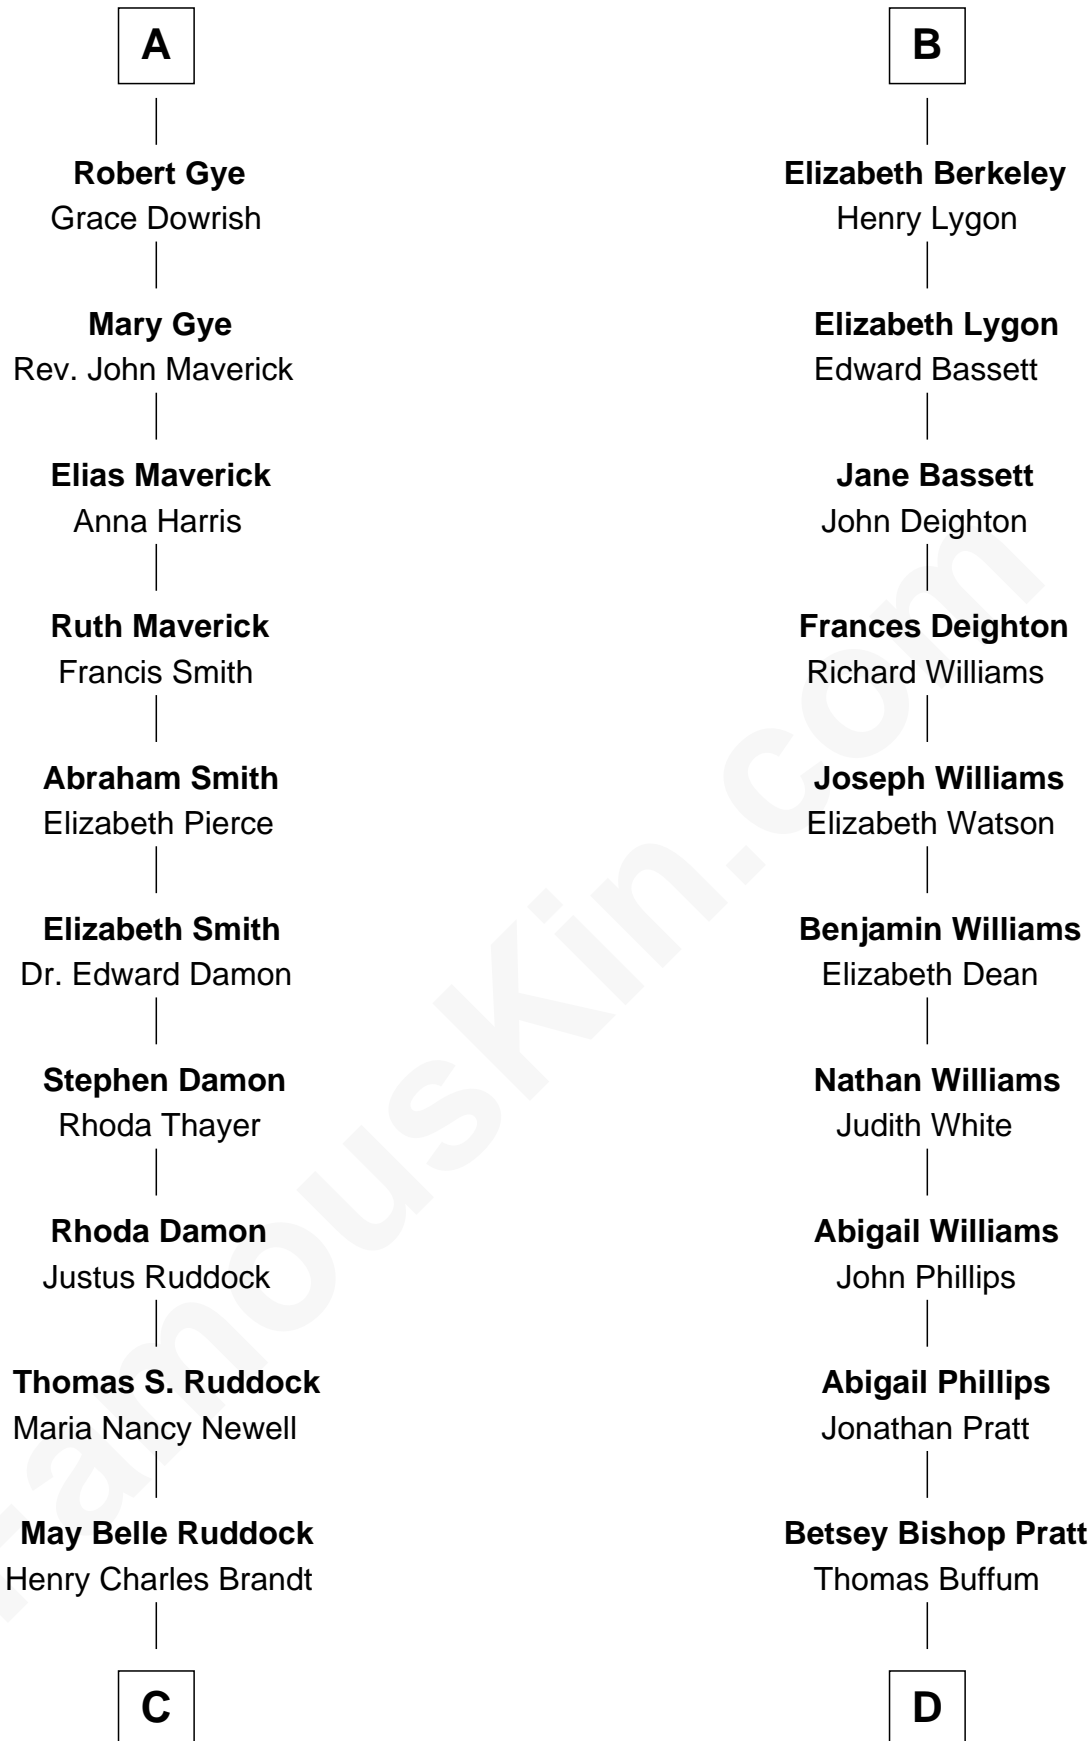 A
Robert Gye
Grace Dowrish
Mary Gye
Rev. John Maverick
Elias Maverick
Anna Harris
Ruth Maverick
Francis Smith
Abraham Smith
Elizabeth Pierce
Elizabeth Smith
Dr. Edward Damon
Stephen Damon
Rhoda Thayer
Rhoda Damon
Justus Ruddock
Thomas S. Ruddock
Maria Nancy Newell
May Belle Ruddock
Henry Charles Brandt
C
B
Elizabeth Berkeley
Henry Lygon
Elizabeth Lygon
Edward Bassett
Jane Bassett
John Deighton
Frances Deighton
Richard Williams
Joseph Williams
Elizabeth Watson
Benjamin Williams
Elizabeth Dean
Nathan Williams
Judith White
Abigail Williams
John Phillips
Abigail Phillips
Jonathan Pratt
Betsey Bishop Pratt
Thomas Buffum
D
FamousKin.com